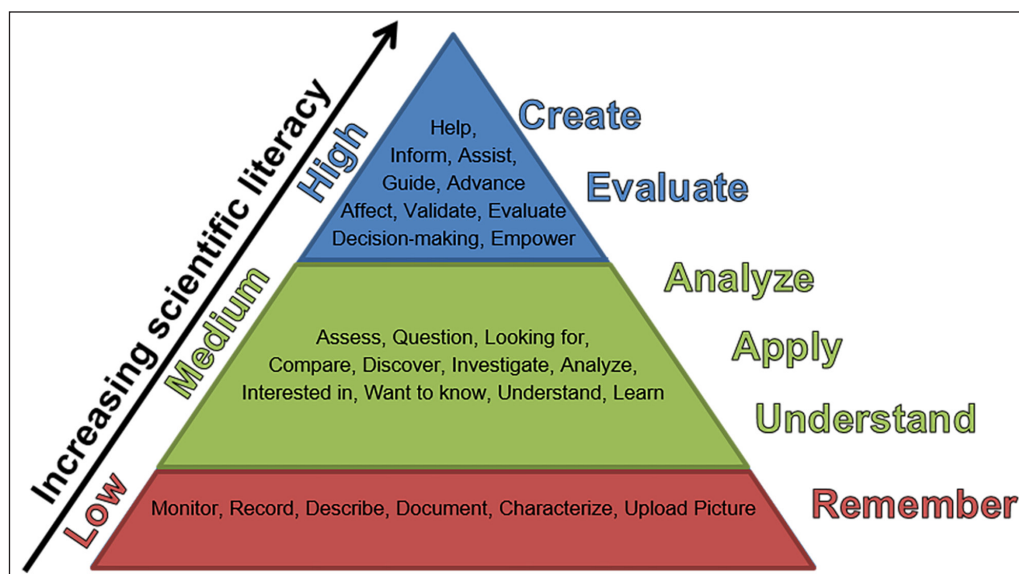 Increasing scientific literacy
High
Medium
Low
Help,
Inform, Assist,
Guide, Advance
Affect, Validate, Evaluate
Decision-making, Empower
Assess, Question, Looking for,
Compare, Discover, Investigate, Analyze,
Interested in, Want to know, Understand, Learn
Monitor, Record, Describe, Document, Characterize, Upload Picture
Create
Evaluate
Analyze
Apply
Understand
Remember